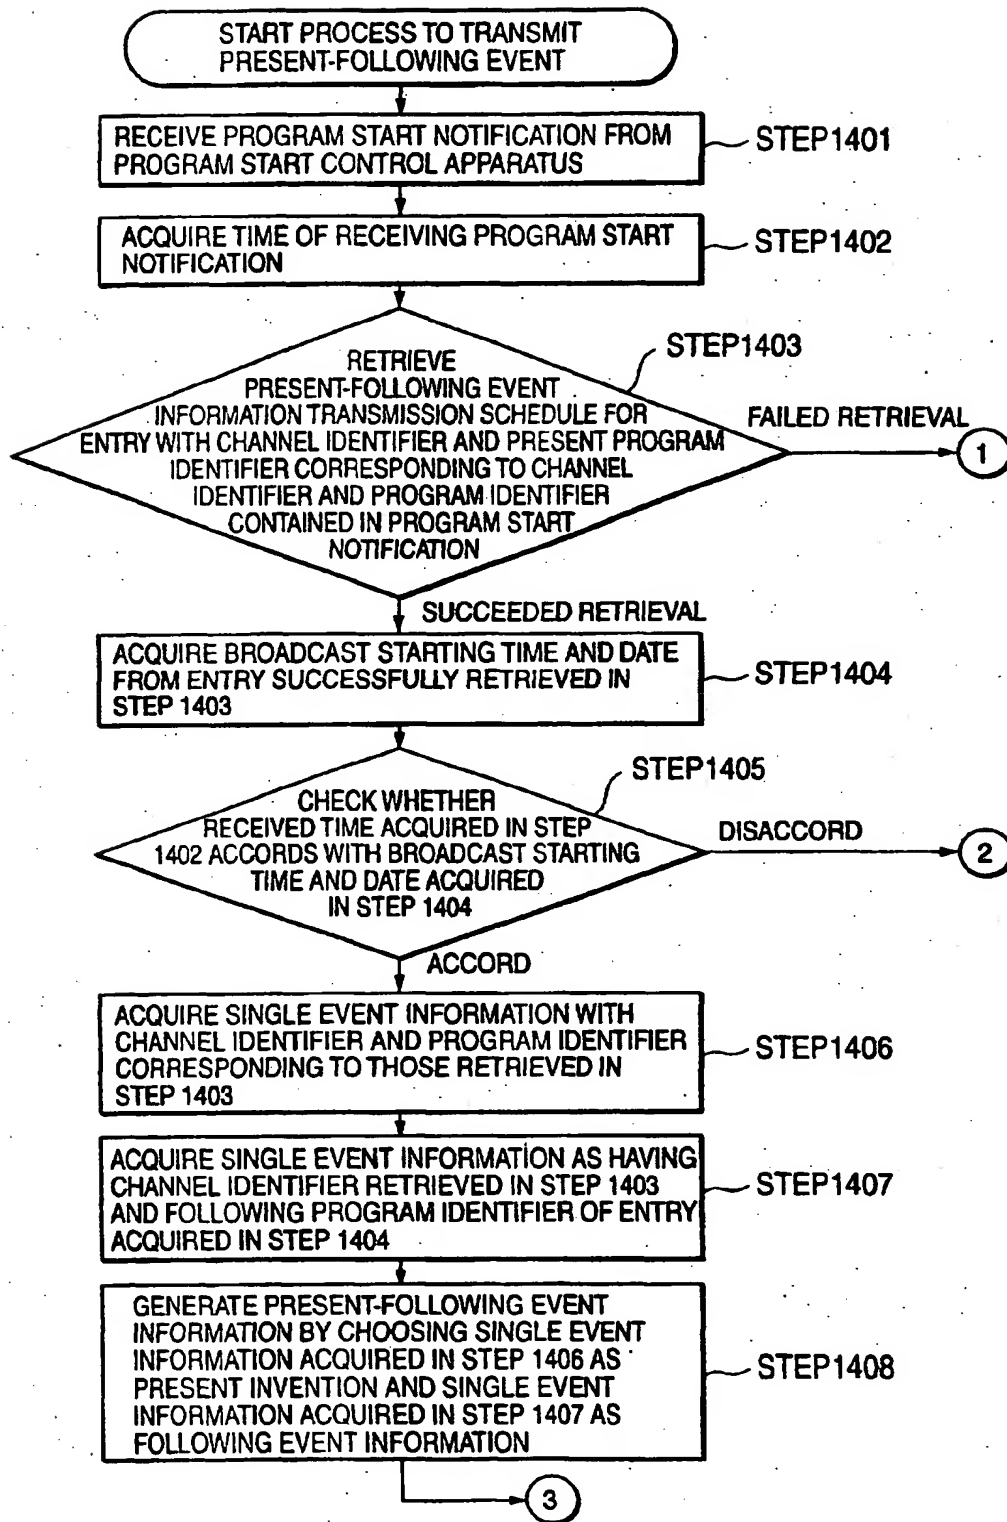 START PROCESS TO TRANSMIT
PRESENT-FOLLOWING EVENT
RECEIVE PROGRAM START NOTIFICATION FROM
PROGRAM START CONTROL APPARATUS
STEP1401
ACQUIRE TIME OF RECEIVING PROGRAM START
NOTIFICATION
STEP1402
RETRIEVE
PRESENT-FOLLOWING EVENT
INFORMATION TRANSMISSION SCHEDULE FOR
ENTRY WITH CHANNEL IDENTIFIER AND PRESENT PROGRAM
IDENTIFIER CORRESPONDING TO CHANNEL
IDENTIFIER AND PROGRAM IDENTIFIER
CONTAINED IN PROGRAM START
NOTIFICATION
STEP1403
FAILED RETRIEVAL
1
SUCCEEDED RETRIEVAL
ACQUIRE BROADCAST STARTING TIME AND DATE
FROM ENTRY SUCCESSFULLY RETRIEVED IN
STEP 1403
STEP1404
CHECK WHETHER
RECEIVED TIME ACQUIRED IN STEP
1402 ACCORDS WITH BROADCAST STARTING
TIME AND DATE ACQUIRED
IN STEP 1404
STEP1405
DISACCORD
2
ACCORD
ACQUIRE SINGLE EVENT INFORMATION WITH
CHANNEL IDENTIFIER AND PROGRAM IDENTIFIER
CORRESPONDING TO THOSE RETRIEVED IN
STEP 1403
STEP1406
ACQUIRE SINGLE EVENT INFORMATION AS HAVING
CHANNEL IDENTIFIER RETRIEVED IN STEP 1403
AND FOLLOWING PROGRAM IDENTIFIER OF ENTRY
ACQUIRED IN STEP 1404
STEP1407
GENERATE PRESENT-FOLLOWING EVENT
INFORMATION BY CHOOSING SINGLE EVENT
INFORMATION ACQUIRED IN STEP 1406 AS
PRESENT INVENTION AND SINGLE EVENT
INFORMATION ACQUIRED IN STEP 1407 AS
FOLLOWING EVENT INFORMATION
STEP1408
3